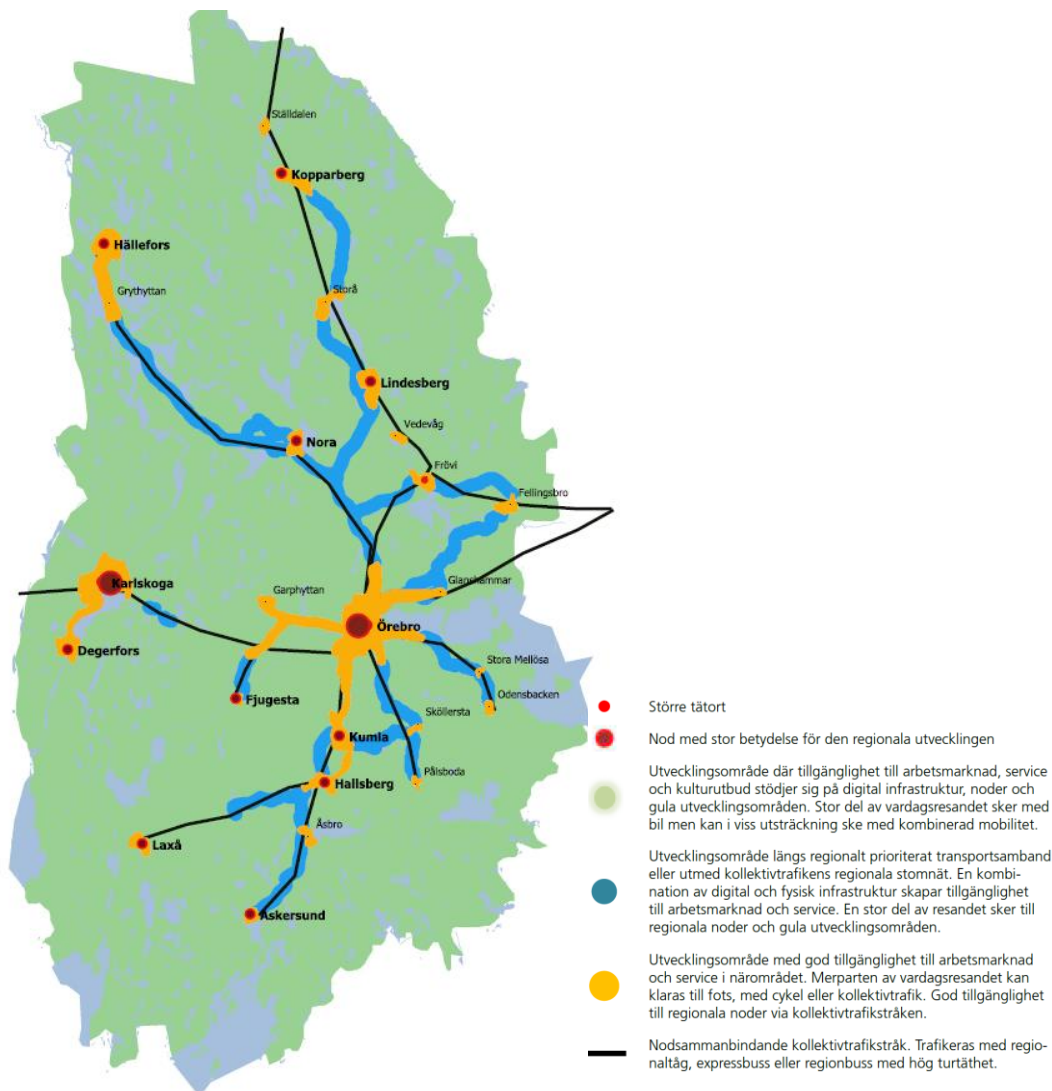 Ställdalen
Kopparberg
Hällefors
Grythyttan
Storå
Lindesberg
Vedevåg
Nora
Frövi
Fellingsbro
Karlskoga
Garphyttan
Glanshammar
Örebro
Degerfors
Stora Mellösa
Fjugesta
Odensbacken
Sköllersta
Kumla
Pålsboda
Hallsberg
Åsbro
Laxå
Askersund
Större tätort
Nod med stor betydelse för den regionala utvecklingen
Utvecklingsområde där tillgänglighet till arbetsmarknad, service
och kulturutbud stödjer sig på digital infrastruktur, noder och
gula utvecklingsområden. Stor del av vardagsresandet sker med
bil men kan i viss utsträckning ske med kombinerad mobilitet.
Utvecklingsområde längs regionalt prioriterat transportsamband
eller utmed kollektivtrafikens regionala stomnät. En kombi-
nation av digital och fysisk infrastruktur skapar tillgänglighet
till arbetsmarknad och service. En stor del av resandet sker till
regionala noder och gula utvecklingsområden.
Utvecklingsområde med god tillgänglighet till arbetsmarknad
och service i närområdet. Merparten av vardagsresandet kan
klaras till fots, med cykel eller kollektivtrafik. God tillgänglighet
till regionala noder via kollektivtrafikstråken.
Nodsammanbindande kollektivtrafikstråk. Trafikeras med regio-
naltåg, expressbuss eller regionbuss med hög turtäthet.